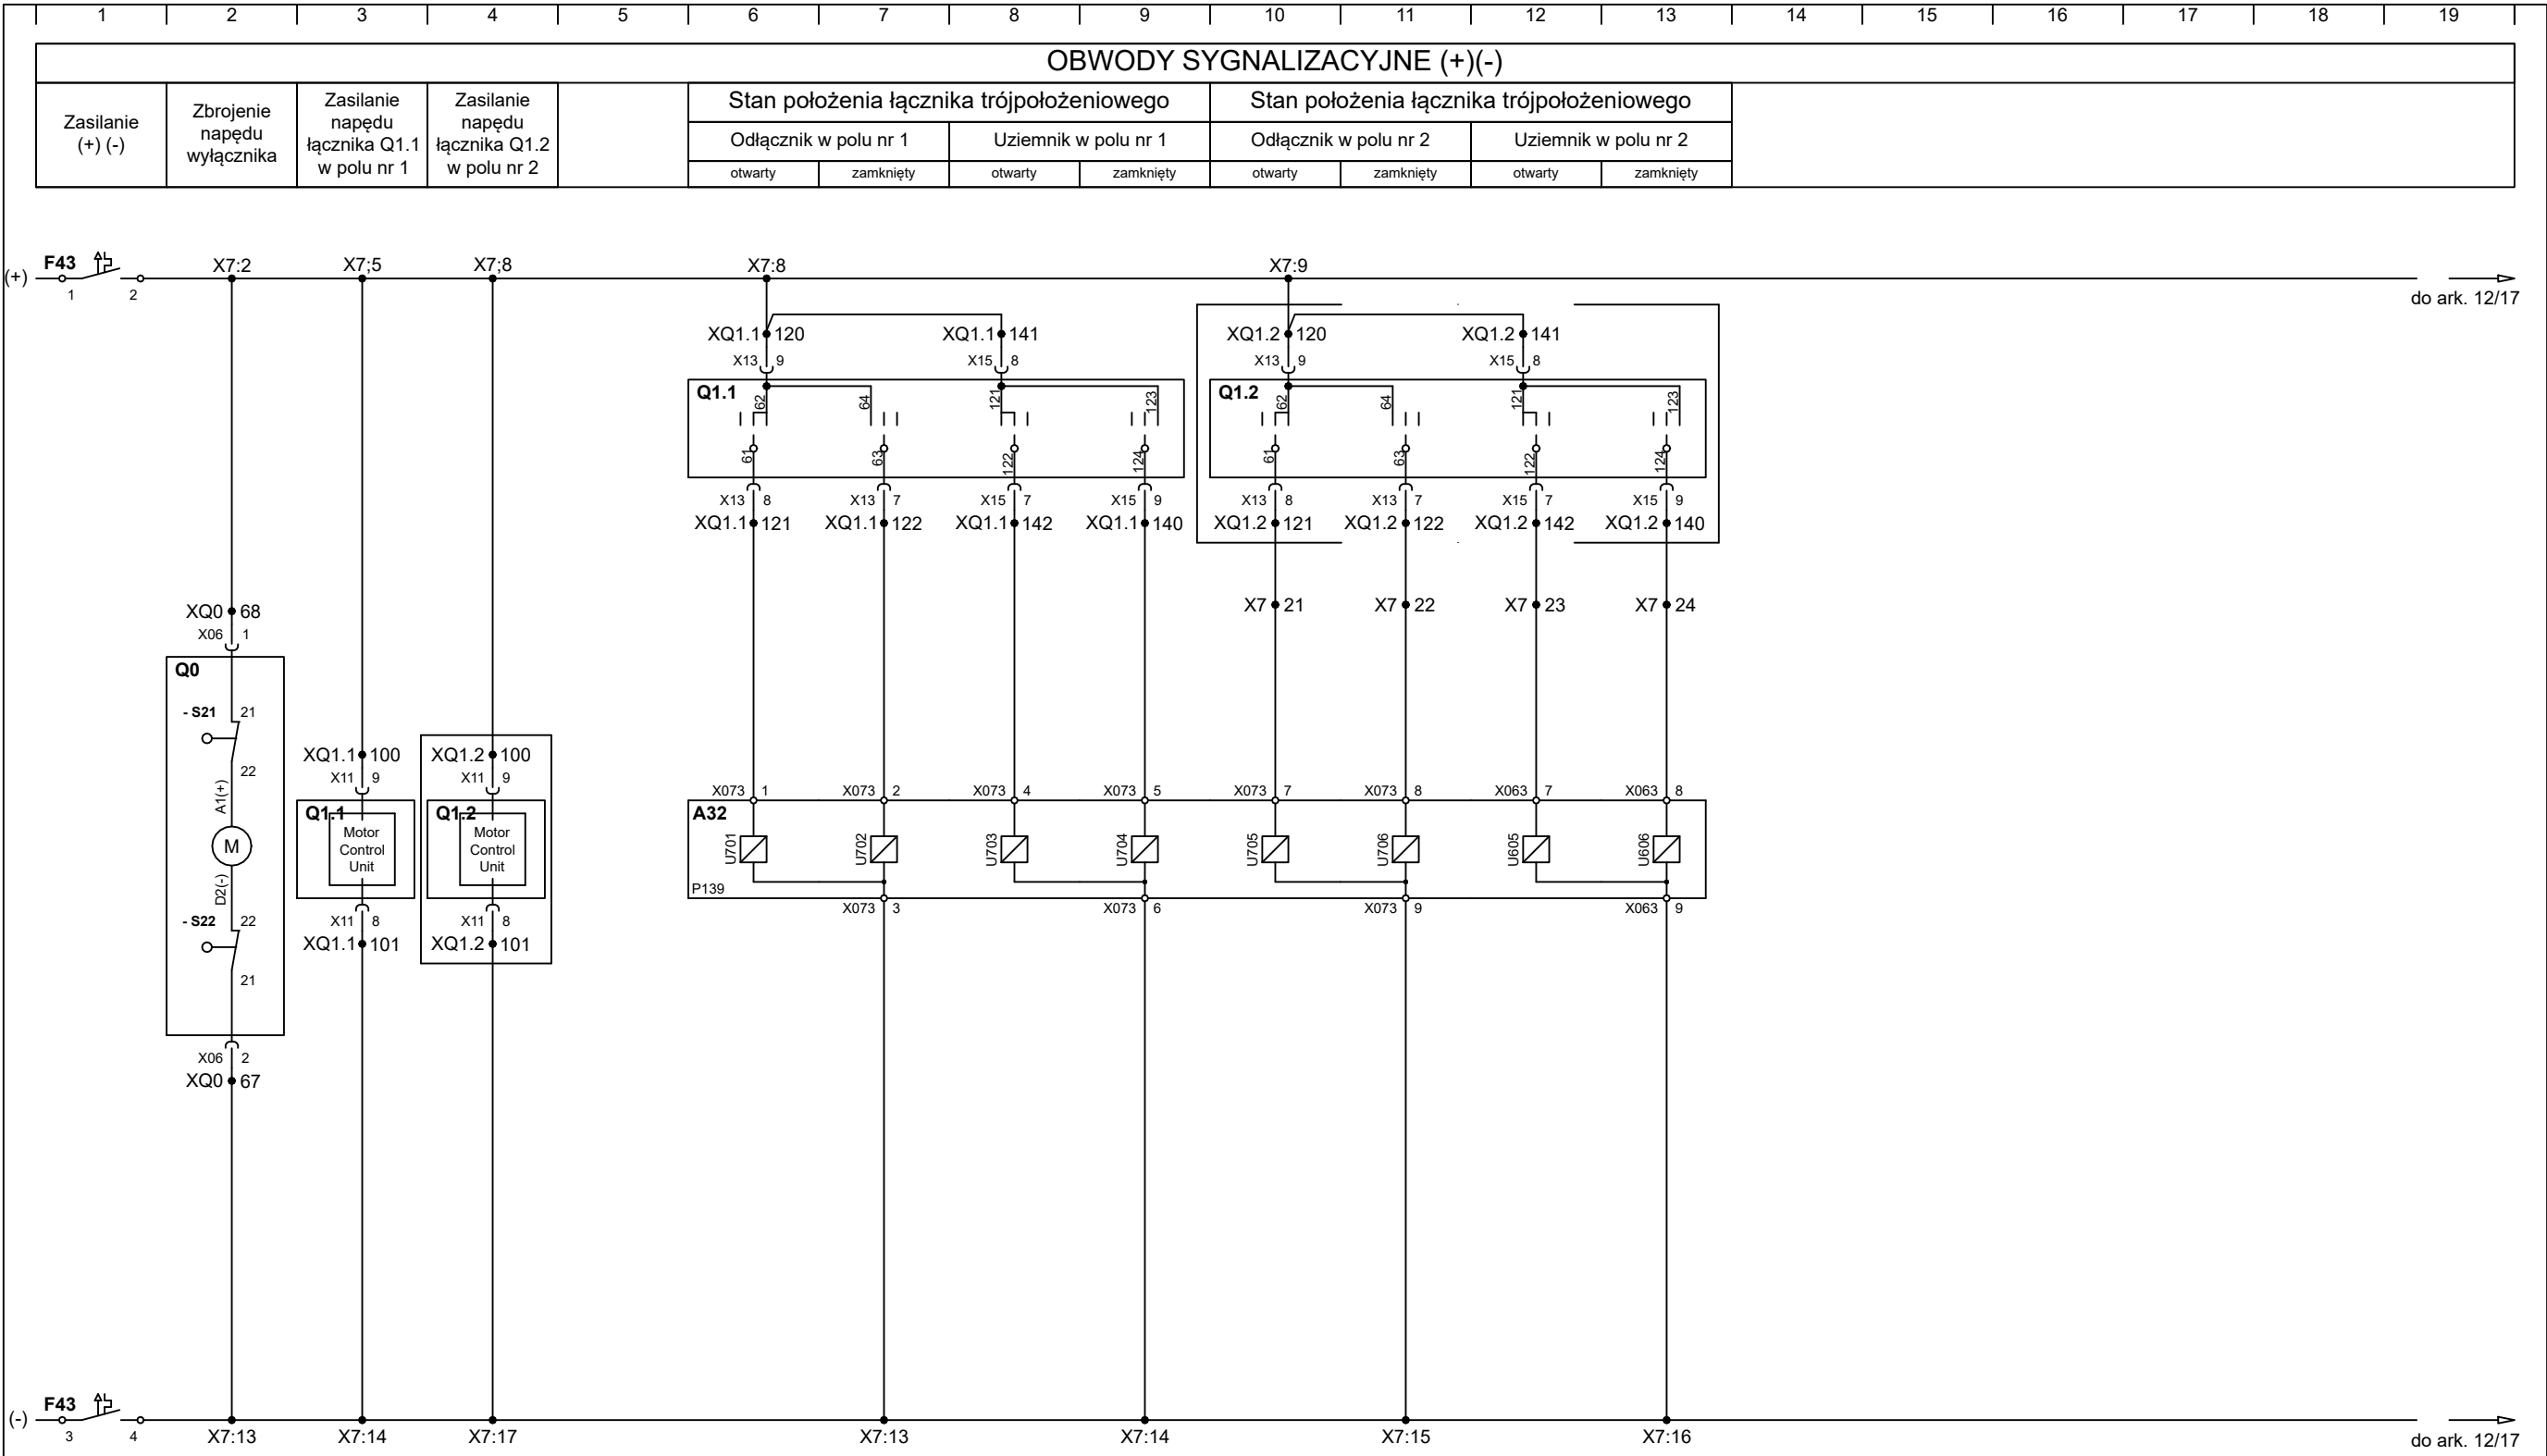 1 2 3 4 5 6 7 8 9 10 11 12 13 14 15 16 17 18 19
OBWODY SYGNALIZACYJNE (+)(-)
Zasilanie
(+) (-)
Zbrojenie
napędu
wyłącznika
Zasilanie
napędu
łącznika Q1.1
w polu nr 1
Zasilanie
napędu
łącznika Q1.2
w polu nr 2
Stan położenia łącznika trójpołożeniowego
Stan położenia łącznika trójpołożeniowego
Odłącznik w polu nr 1
Uziemnik w polu nr 1
Odłącznik w polu nr 2
Uziemnik w polu nr 2
otwarty zamknięty otwarty zamknięty otwarty zamknięty otwarty zamknięty
(+) F43 X7:2 X7;5 X7;8 X7:8 X7:9
1 2
do ark. 12/17
XQ1.1 120 XQ1.1 141 XQ1.2 120 XQ1.2 141
X13 9 X15 8 X13 9 X15 8
Q1.1 Q1.2
62 64 121 123 62 64 121 123
61 63 122 124 61 63 122 124
X13 8 X13 7 X15 7 X15 9 X13 8 X13 7 X15 7 X15 9
XQ1.1 121 XQ1.1 122 XQ1.1 142 XQ1.1 140 XQ1.2 121 XQ1.2 122 XQ1.2 142 XQ1.2 140
X7 21 X7 22 X7 23 X7 24
XQ0 68
X06 1
Q0
- S21 21
22
A1(+)
M
D2(-)
- S22 22
21
X06 2
XQ0 67
XQ1.1 100 XQ1.2 100
X11 9 X11 9
Q1.1 Q1.2
Motor
Control
Unit
Motor
Control
Unit
X11 8 X11 8
XQ1.1 101 XQ1.2 101
X073 1 X073 2 X073 4 X073 5 X073 7 X073 8 X063 7 X063 8
A32
U701 U702 U703 U704 U705 U706 U605 U606
P139
X073 3 X073 6 X073 9 X063 9
(-) F43
3 4 X7:13 X7:14 X7:17 X7:13 X7:14 X7:15 X7:16
do ark. 12/17